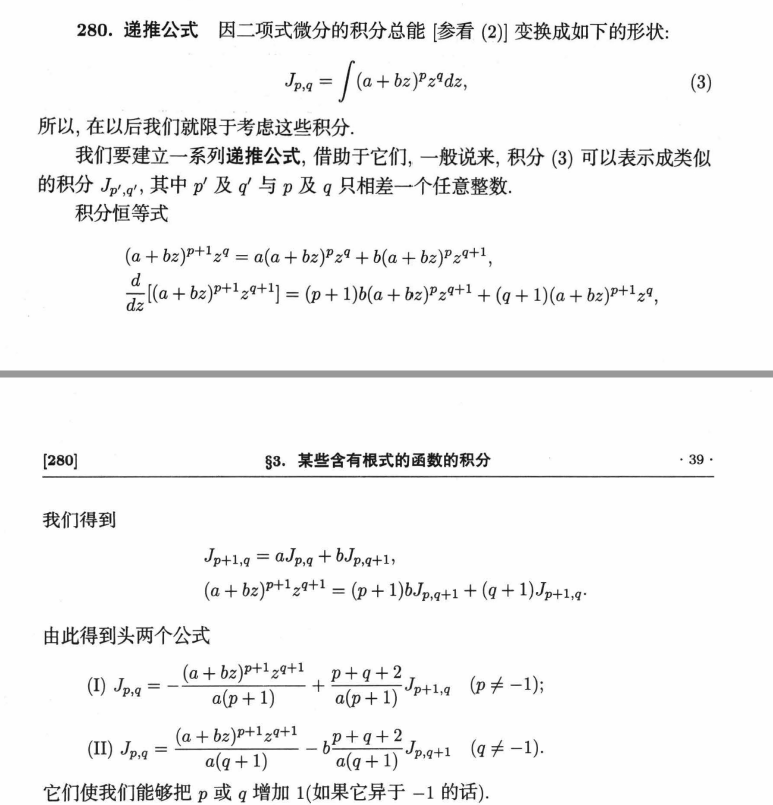 280. 递推公式 因二项式微分的积分总能 [参看 (2)] 变换成如下的形状:
J_{p,q} = ∫(a + bz)^p z^q dz, (3)
所以, 在以后我们就限于考虑这些积分.
我们要建立一系列递推公式, 借助于它们, 一般说来, 积分 (3) 可以表示成类似
的积分 J_{p′,q′}, 其中 p′ 及 q′ 与 p 及 q 只相差一个任意整数.
积分恒等式
(a + bz)^{p+1}z^q = a(a + bz)^p z^q + b(a + bz)^p z^{q+1},
\frac{d}{dz}[(a + bz)^{p+1}z^{q+1}] = (p + 1)b(a + bz)^p z^{q+1} + (q + 1)(a + bz)^{p+1}z^q,
[280] §3. 某些含有根式的函数的积分 · 39 ·
我们得到
J_{p+1,q} = aJ_{p,q} + bJ_{p,q+1},
(a + bz)^{p+1}z^{q+1} = (p + 1)bJ_{p,q+1} + (q + 1)J_{p+1,q}.
由此得到头两个公式
(I) J_{p,q} = -\frac{(a + bz)^{p+1}z^{q+1}}{a(p + 1)} + \frac{p + q + 2}{a(p + 1)}J_{p+1,q} (p ≠ −1);
(II) J_{p,q} = \frac{(a + bz)^{p+1}z^{q+1}}{a(q + 1)} - b\frac{p + q + 2}{a(q + 1)}J_{p,q+1} (q ≠ −1).
它们使我们能够把 p 或 q 增加 1(如果它异于 −1 的话).